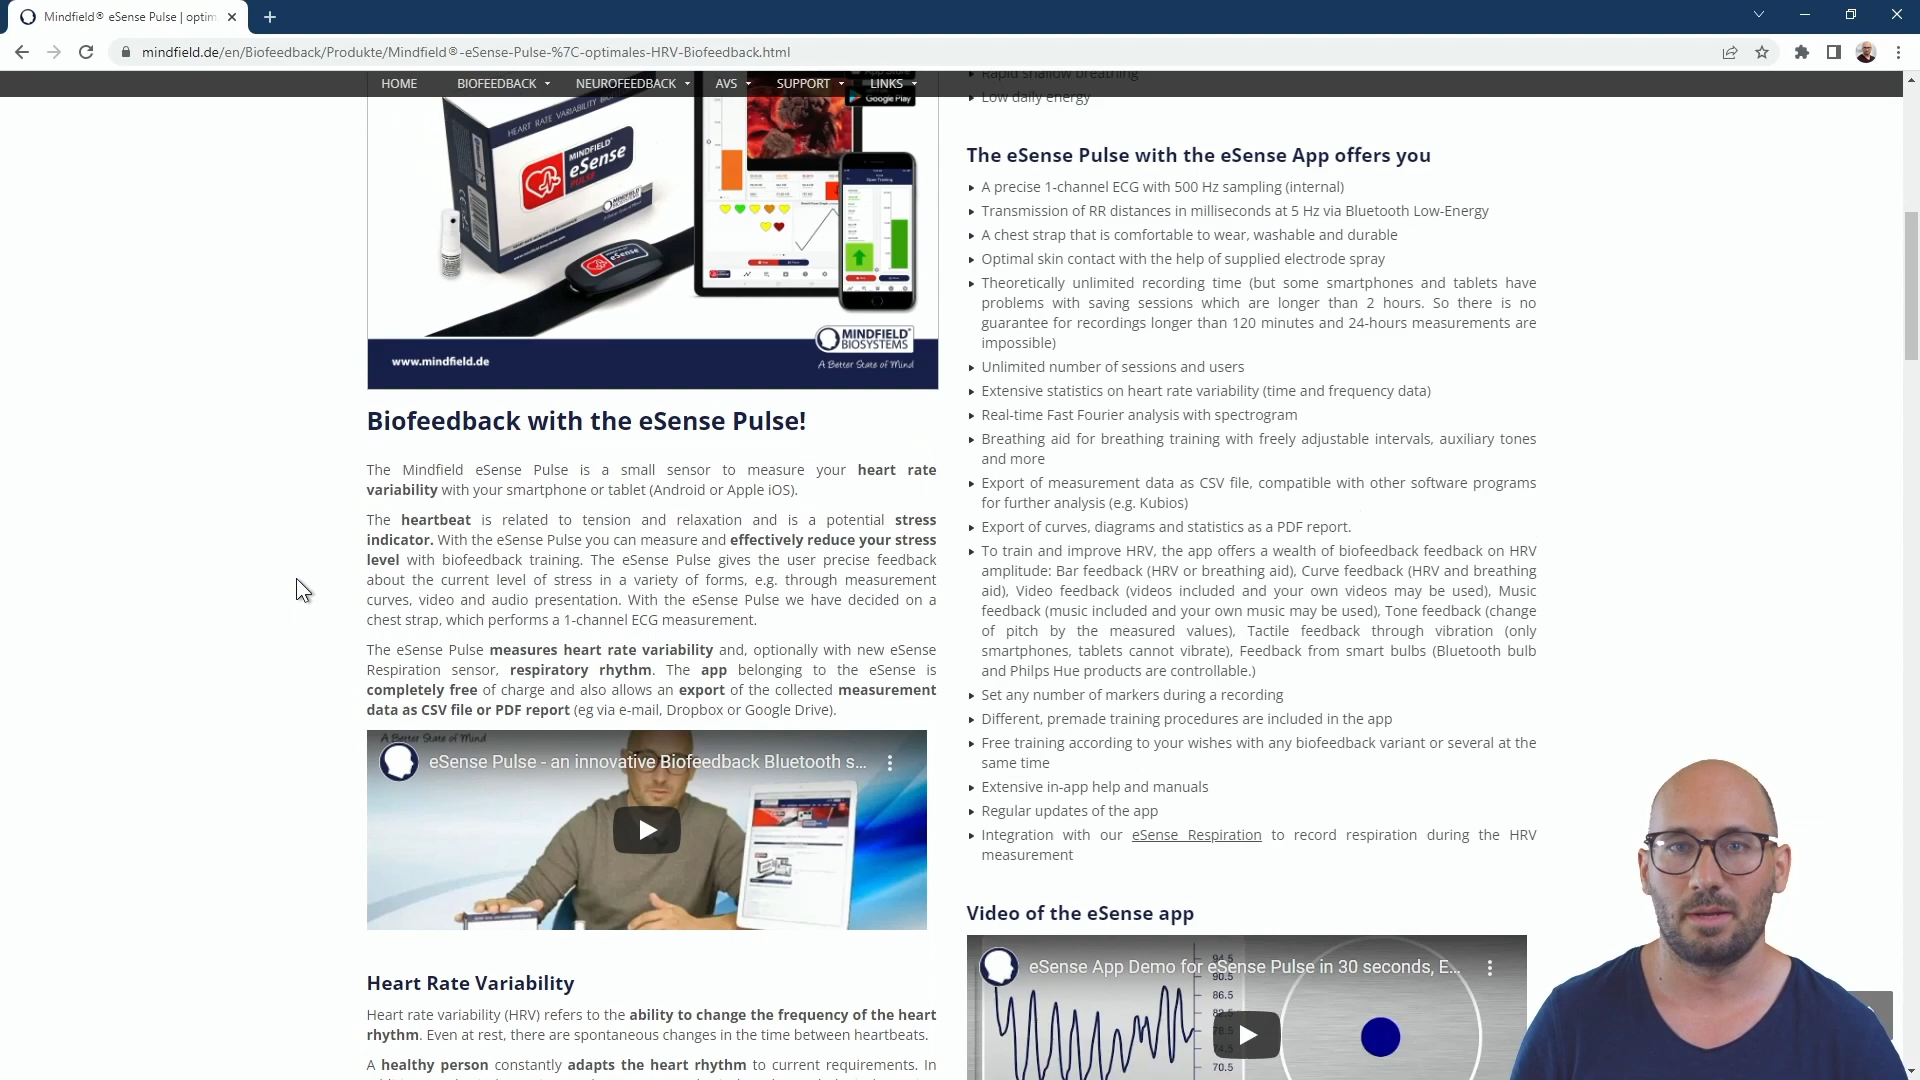 Mindfield® eSense Pulse | optim
mindfield.de/en/Biofeedback/Produkte/Mindfield®-eSense-Pulse-%7C-optimales-HRV-Biofeedback.html
HOME
BIOFEEDBACK
NEUROFEEDBACK
AVS
SUPPORT
LINKS
Google Play
HEART RATE VARIABILITY
MINDFIELD®
eSense
PULSE
eSense
MINDFIELD®
BIOSYSTEMS
A Better State of Mind
www.mindfield.de
Biofeedback with the eSense Pulse!
The Mindfield eSense Pulse is a small sensor to measure your heart rate
variability with your smartphone or tablet (Android or Apple iOS).
The heartbeat is related to tension and relaxation and is a potential stress
indicator. With the eSense Pulse you can measure and effectively reduce your stress
level with biofeedback training. The eSense Pulse gives the user precise feedback
about the current level of stress in a variety of forms, e.g. through measurement
curves, video and audio presentation. With the eSense Pulse we have decided on a
chest strap, which performs a 1-channel ECG measurement.
The eSense Pulse measures heart rate variability and, optionally with new eSense
Respiration sensor, respiratory rhythm. The app belonging to the eSense is
completely free of charge and also allows an export of the collected measurement
data as CSV file or PDF report (eg via e-mail, Dropbox or Google Drive).
A Better State of Mind
eSense Pulse - an innovative Biofeedback Bluetooth s...
Heart Rate Variability
Heart rate variability (HRV) refers to the ability to change the frequency of the heart
rhythm. Even at rest, there are spontaneous changes in the time between heartbeats.
A healthy person constantly adapts the heart rhythm to current requirements. In
Rapid shallow breathing
Low daily energy
The eSense Pulse with the eSense App offers you
A precise 1-channel ECG with 500 Hz sampling (internal)
Transmission of RR distances in milliseconds at 5 Hz via Bluetooth Low-Energy
A chest strap that is comfortable to wear, washable and durable
Optimal skin contact with the help of supplied electrode spray
Theoretically unlimited recording time (but some smartphones and tablets have
problems with saving sessions which are longer than 2 hours. So there is no
guarantee for recordings longer than 120 minutes and 24-hours measurements are
impossible)
Unlimited number of sessions and users
Extensive statistics on heart rate variability (time and frequency data)
Real-time Fast Fourier analysis with spectrogram
Breathing aid for breathing training with freely adjustable intervals, auxiliary tones
and more
Export of measurement data as CSV file, compatible with other software programs
for further analysis (e.g. Kubios)
Export of curves, diagrams and statistics as a PDF report.
To train and improve HRV, the app offers a wealth of biofeedback feedback on HRV
amplitude: Bar feedback (HRV or breathing aid), Curve feedback (HRV and breathing
aid), Video feedback (videos included and your own videos may be used), Music
feedback (music included and your own music may be used), Tone feedback (change
of pitch by the measured values), Tactile feedback through vibration (only
smartphones, tablets cannot vibrate), Feedback from smart bulbs (Bluetooth bulb
and Philps Hue products are controllable.)
Set any number of markers during a recording
Different, premade training procedures are included in the app
Free training according to your wishes with any biofeedback variant or several at the
same time
Extensive in-app help and manuals
Regular updates of the app
Integration with our eSense Respiration to record respiration during the HRV
measurement
Video of the eSense app
eSense App Demo for eSense Pulse in 30 seconds, E...
94.5
90.5
86.5
82.5
78.5
74.5
70.5